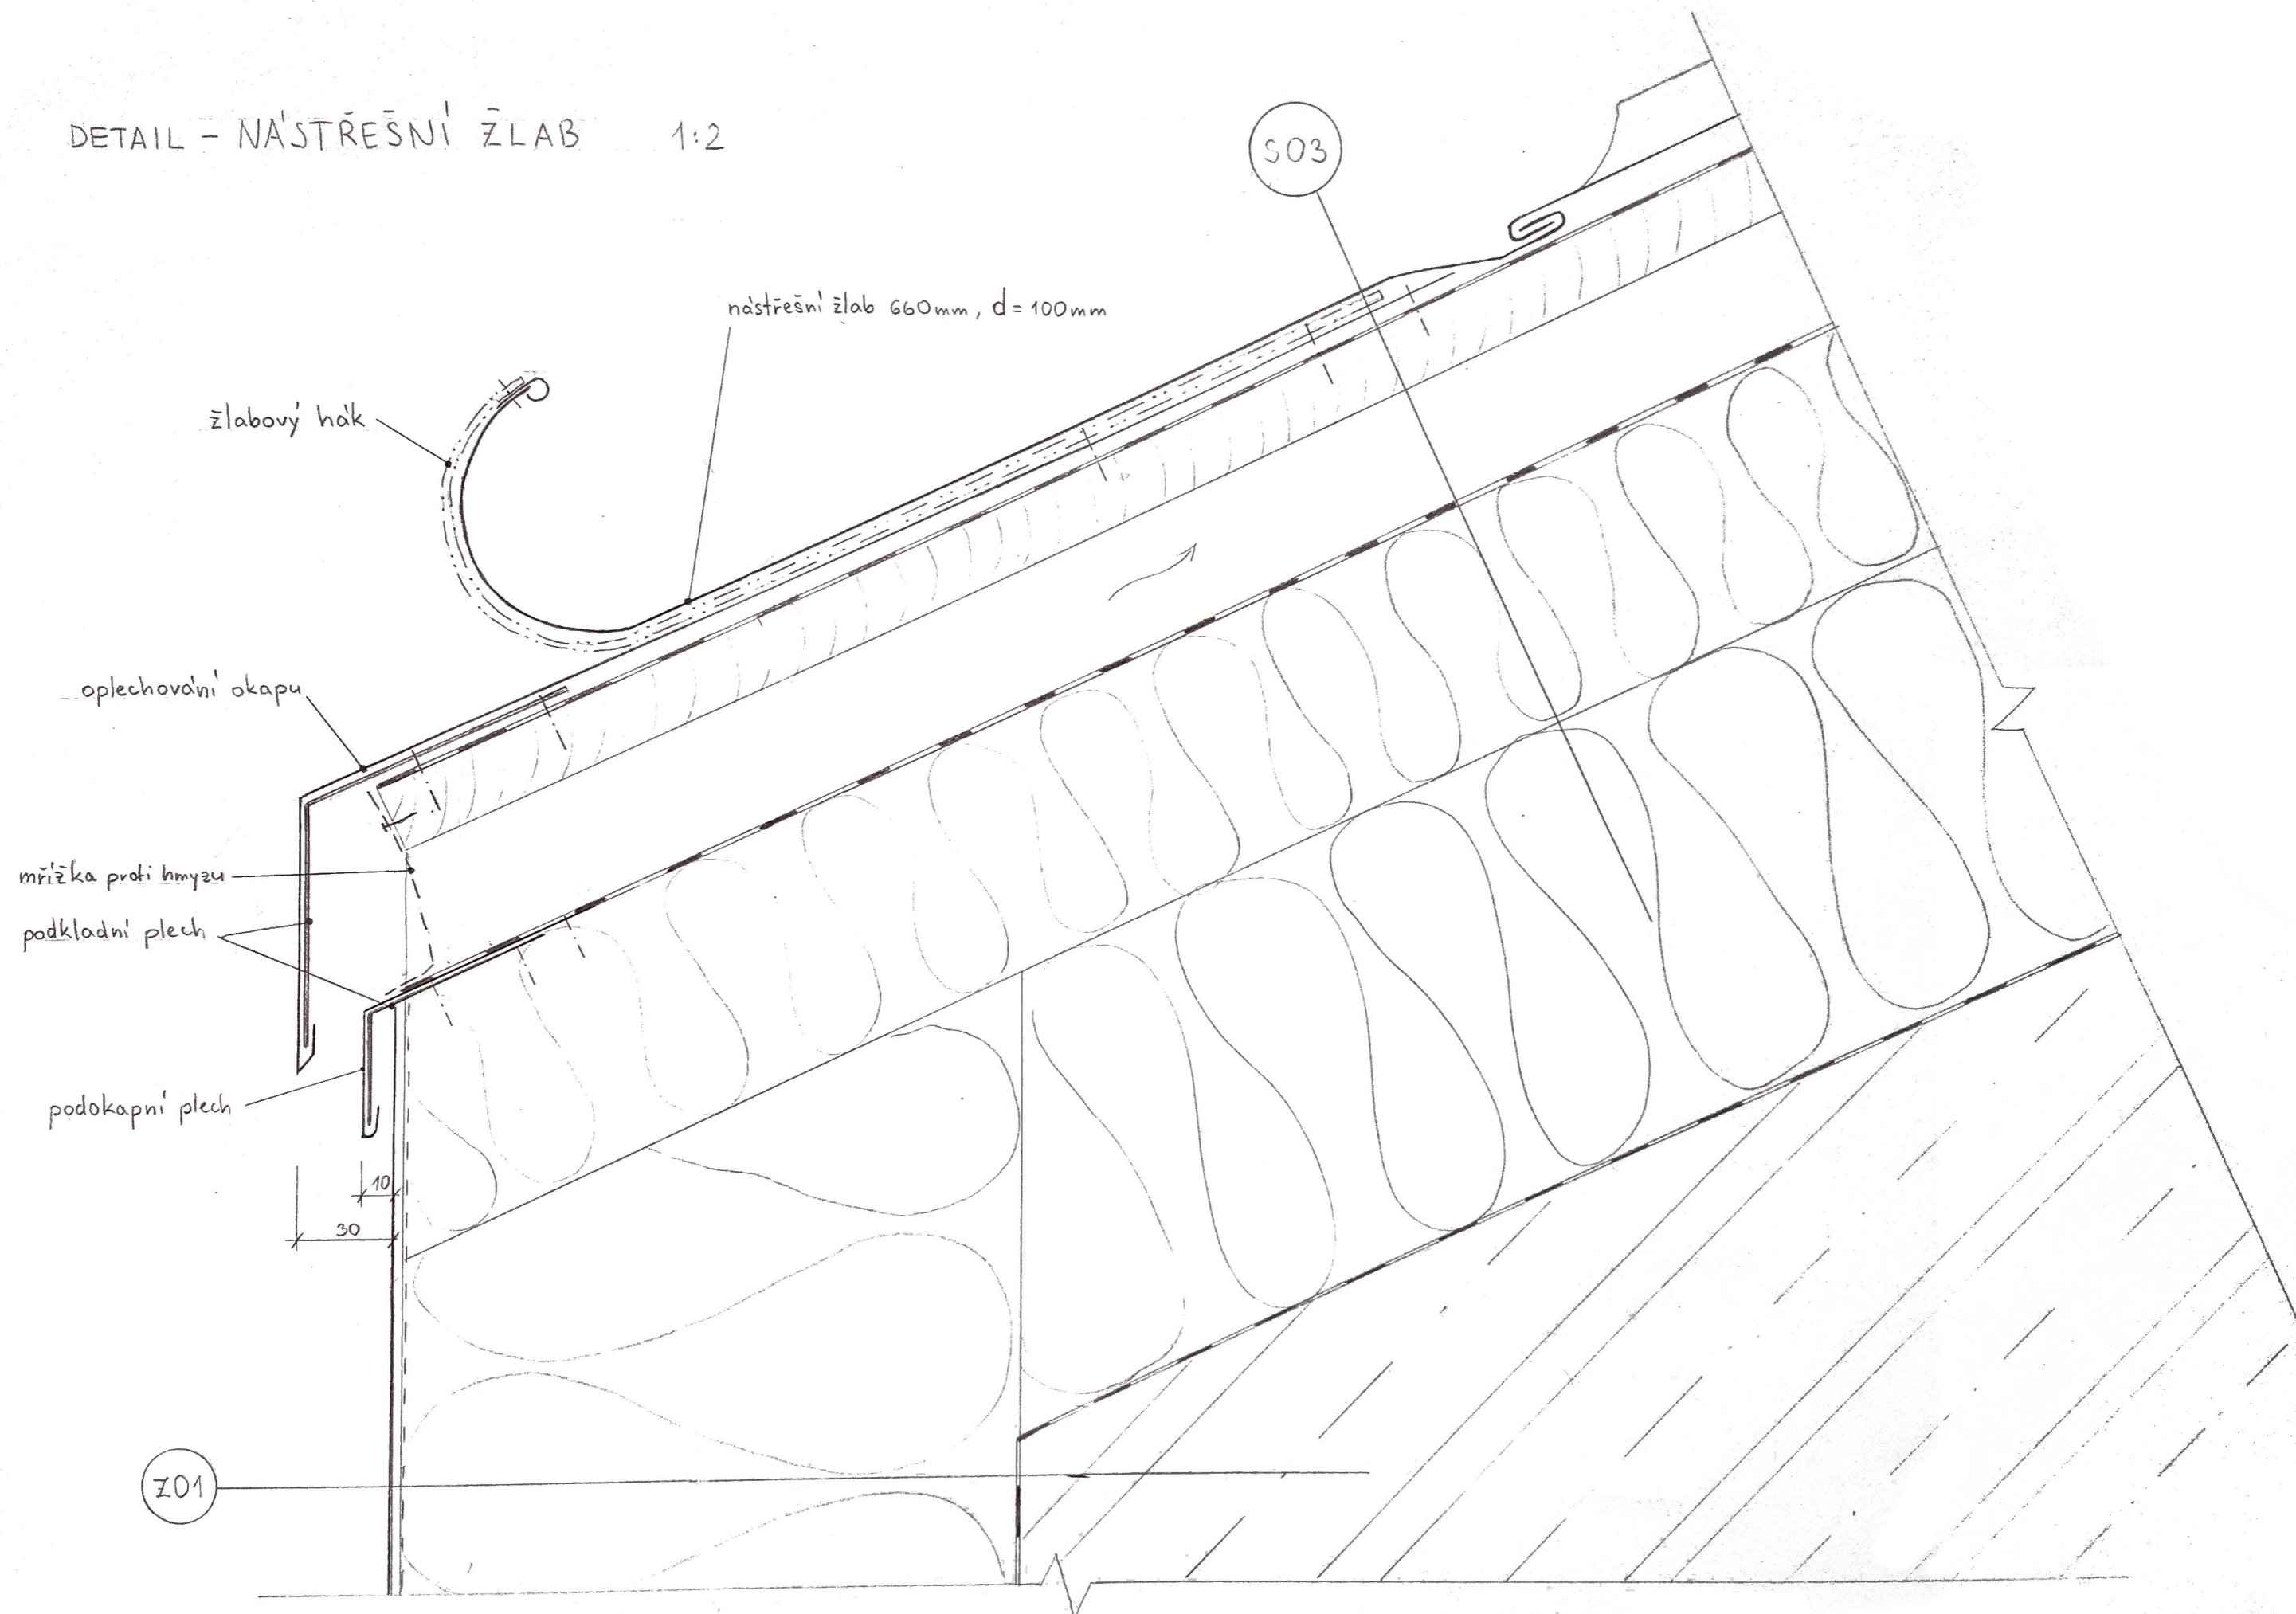 DETAIL – NÁSTŘEŠNÍ ŽLAB 1:2
S03
nástřešní žlab 660mm, d = 100mm
žlabový hák
oplechování okapu
mřížka proti hmyzu
podkladní plech
podokapní plech
10
30
Z01